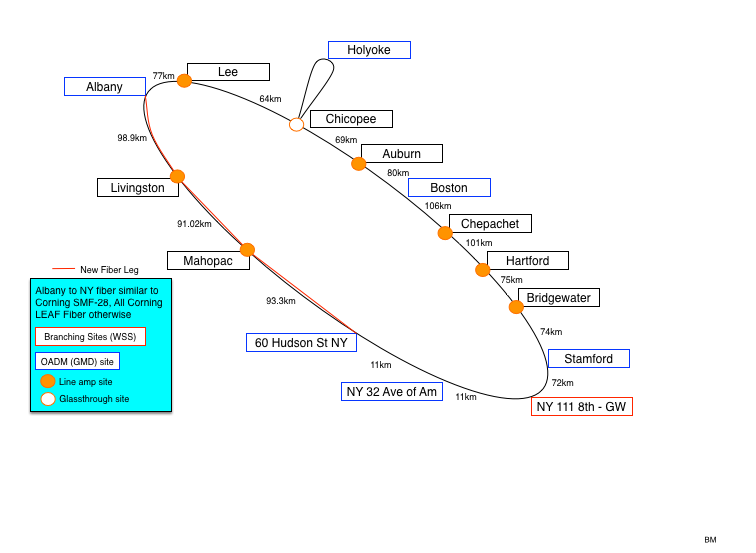 Holyoke
77km
Lee
Albany
64km
Chicopee
98.9km
69km
Auburn
80km
Livingston
Boston
106km
91.02km
Chepachet
101km
Mahopac
Hartford
New Fiber Leg
75km
Albany to NY fiber similar to
Corning SMF-28, All Corning
LEAF Fiber otherwise
Bridgewater
93.3km
Branching Sites (WSS)
74km
60 Hudson St NY
OADM (GMD) site
Stamford
11km
Line amp site
72km
NY 32 Ave of Am
11km
Glassthrough site
NY 111 8th - GW
BM